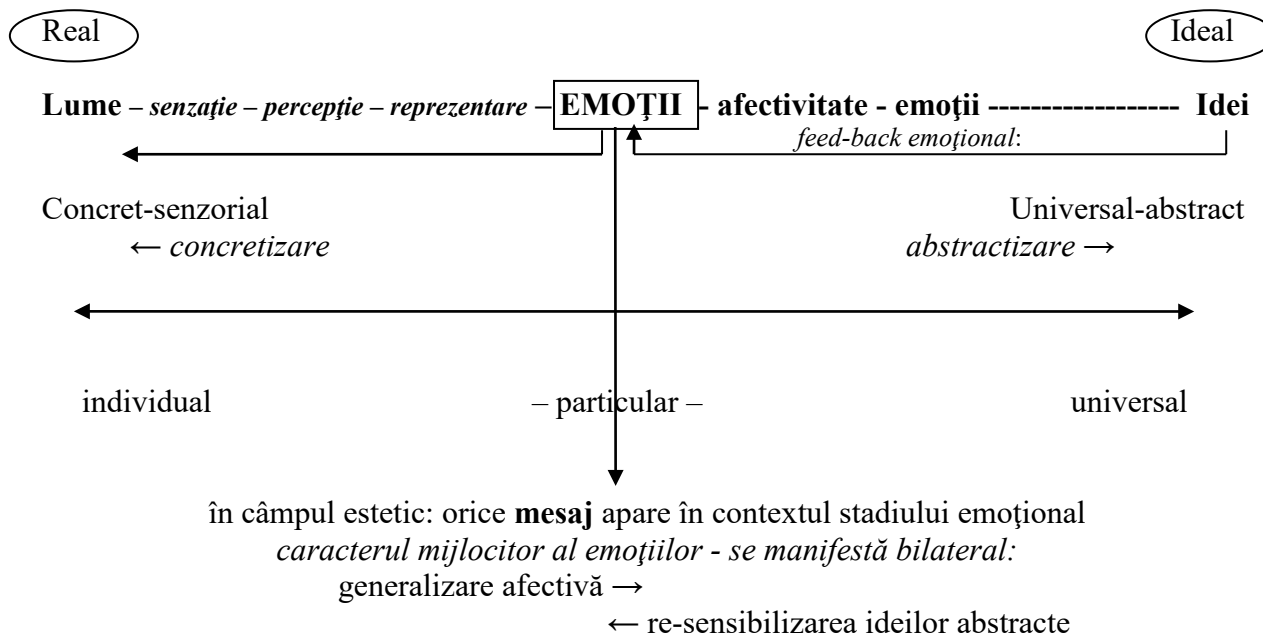 Real Ideal
Lume – senzaţie – percepţie – reprezentare – EMOŢII - afectivitate - emoţii ------------------ Idei
feed-back emoţional:
Concret-senzorial Universal-abstract
← concretizare abstractizare →
individual – particular – universal
în câmpul estetic: orice mesaj apare în contextul stadiului emoţional
caracterul mijlocitor al emoţiilor - se manifestă bilateral:
generalizare afectivă →
← re-sensibilizarea ideilor abstracte